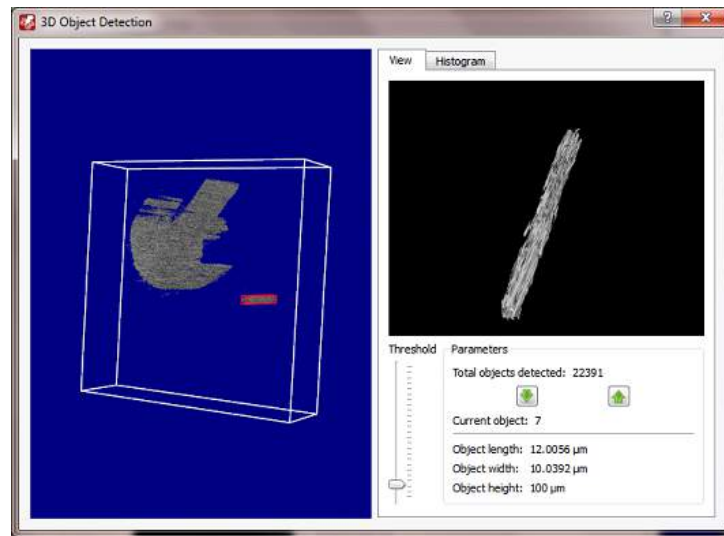 3D Object Detection
View Histogram
Threshold Parameters
Total objects detected: 22391
Current object: 7
Object length: 12.0056 µm
Object width: 10.0392 µm
Object height: 100 µm